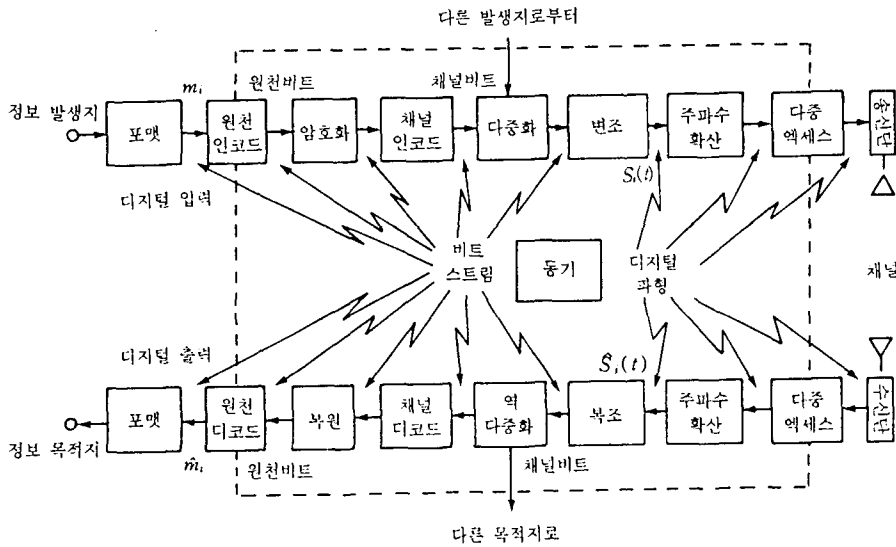 다른 발생지로부터
정보 발생지
m_i
원천비트
채널비트
포맷
원천
인코드
암호화
채널
인코드
다중화
변조
주파수
확산
다중
엑세스
송신단
디지털 입력
S_i(t)
비트
스트림
동기
디지털
파형
채널
디지털 출력
Ŝ_i(t)
포맷
원천
디코드
복원
채널
디코드
역
다중화
복조
주파수
확산
다중
엑세스
수신단
정보 목적지
m̂_i
원천비트
채널비트
다른 목적지로